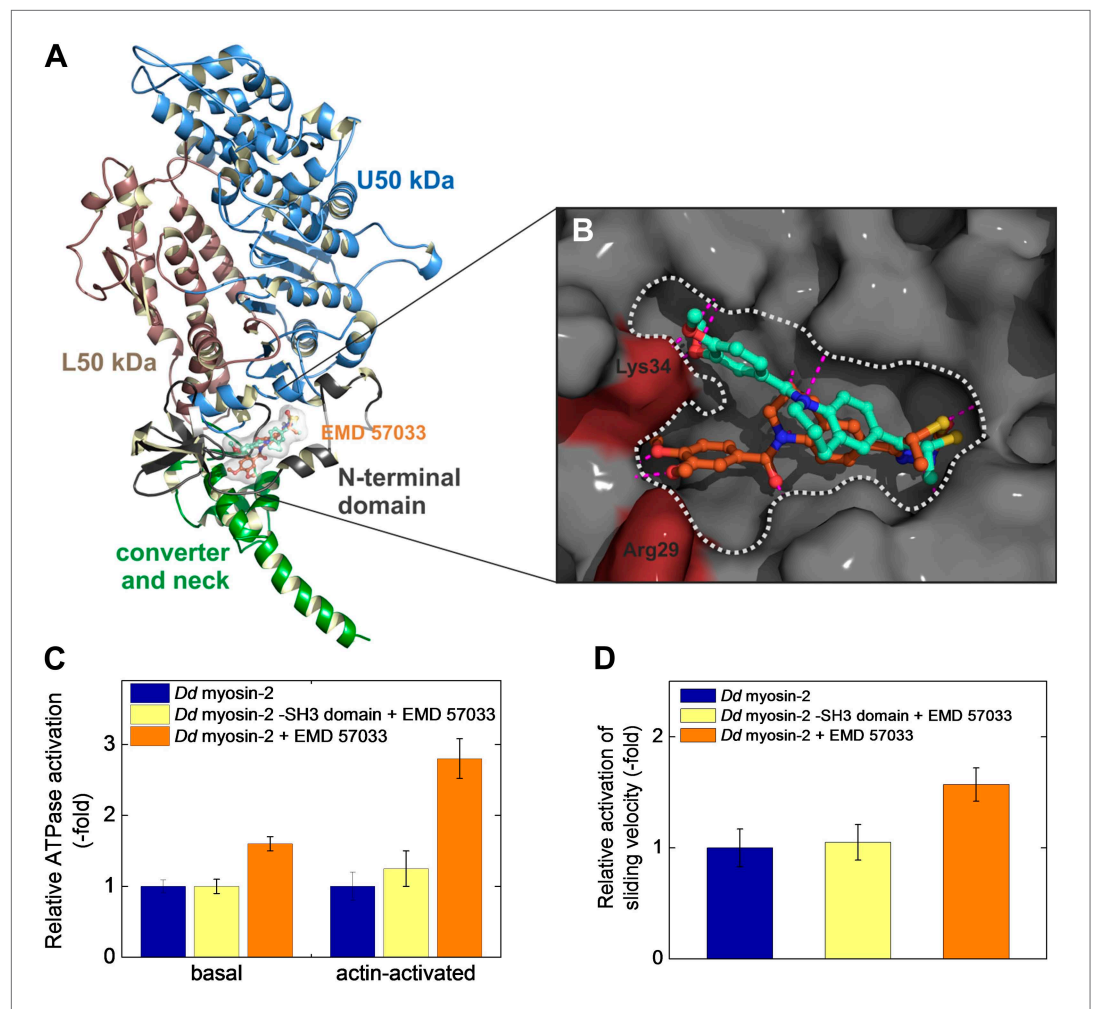 A
U50 kDa
L50 kDa
EMD 57033
N-terminal
domain
converter
and neck
B
Lys34
Arg29
C
Relative ATPase activation
(-fold)
3
2
1
0
Dd myosin-2
Dd myosin-2 -SH3 domain + EMD 57033
Dd myosin-2 + EMD 57033
basal
actin-activated
D
Relative activation of
sliding velocity (-fold)
2
1
0
Dd myosin-2
Dd myosin-2 -SH3 domain + EMD 57033
Dd myosin-2 + EMD 57033